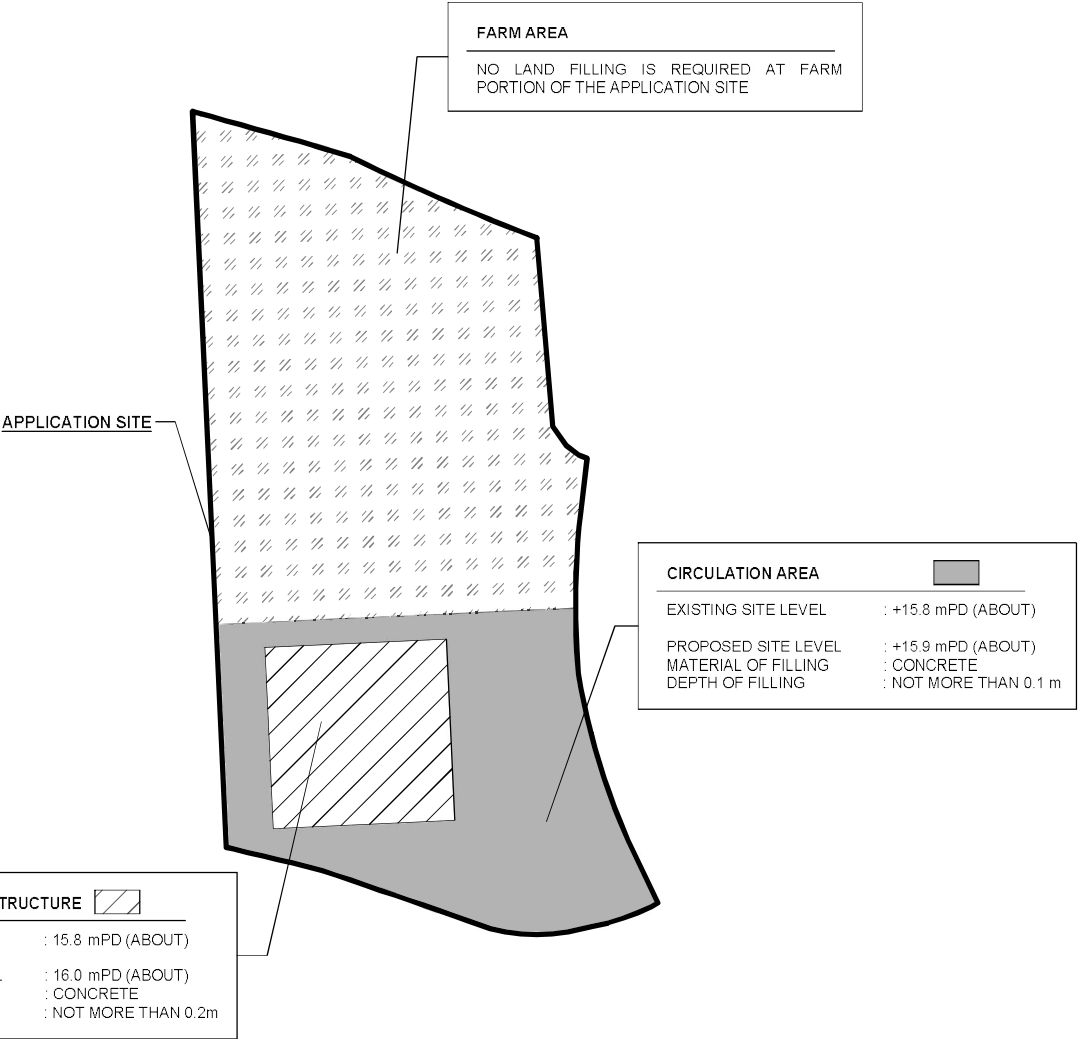 FARM AREA
NO LAND FILLING IS REQUIRED AT FARM
PORTION OF THE APPLICATION SITE
APPLICATION SITE
CIRCULATION AREA
EXISTING SITE LEVEL : +15.8 mPD (ABOUT)
PROPOSED SITE LEVEL : +15.9 mPD (ABOUT)
MATERIAL OF FILLING : CONCRETE
DEPTH OF FILLING : NOT MORE THAN 0.1 m
TRUCTURE
: 15.8 mPD (ABOUT)
: 16.0 mPD (ABOUT)
: CONCRETE
: NOT MORE THAN 0.2m